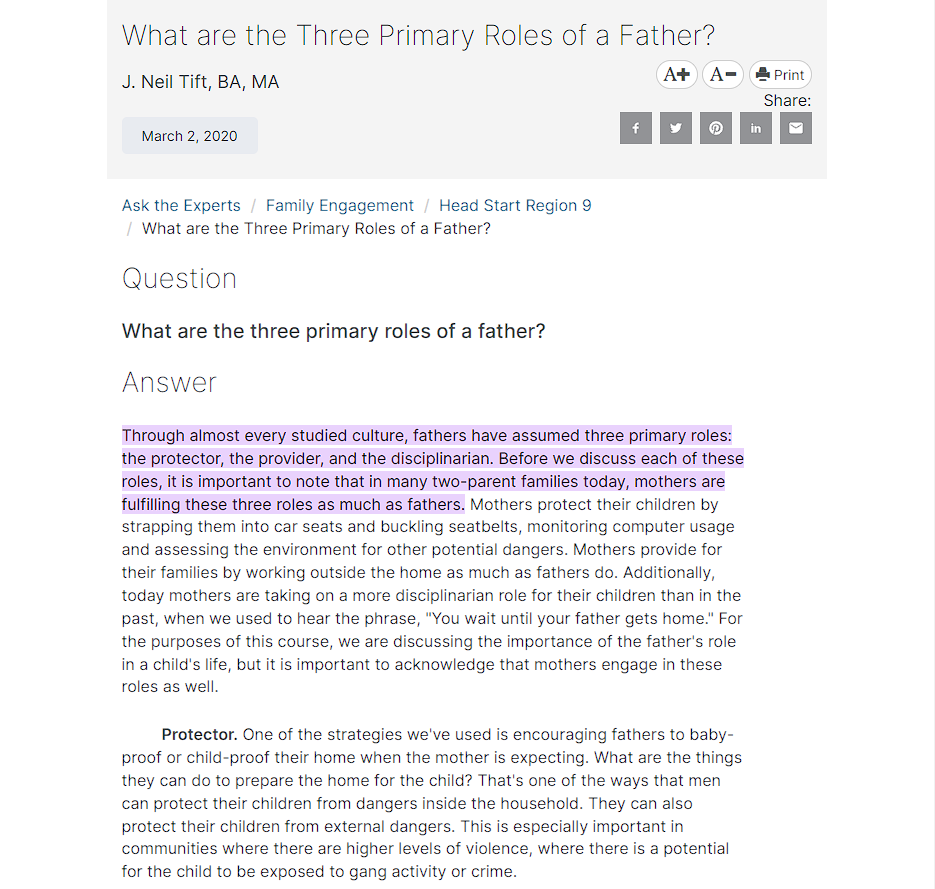 What are the Three Primary Roles of a Father?
J. Neil Tift, BA, MA
A+ A- Print
Share:
March 2, 2020
Ask the Experts / Family Engagement / Head Start Region 9
/ What are the Three Primary Roles of a Father?
Question
What are the three primary roles of a father?
Answer
Through almost every studied culture, fathers have assumed three primary roles:
the protector, the provider, and the disciplinarian. Before we discuss each of these
roles, it is important to note that in many two-parent families today, mothers are
fulfilling these three roles as much as fathers. Mothers protect their children by
strapping them into car seats and buckling seatbelts, monitoring computer usage
and assessing the environment for other potential dangers. Mothers provide for
their families by working outside the home as much as fathers do. Additionally,
today mothers are taking on a more disciplinarian role for their children than in the
past, when we used to hear the phrase, "You wait until your father gets home." For
the purposes of this course, we are discussing the importance of the father's role
in a child's life, but it is important to acknowledge that mothers engage in these
roles as well.
Protector. One of the strategies we've used is encouraging fathers to baby-
proof or child-proof their home when the mother is expecting. What are the things
they can do to prepare the home for the child? That's one of the ways that men
can protect their children from dangers inside the household. They can also
protect their children from external dangers. This is especially important in
communities where there are higher levels of violence, where there is a potential
for the child to be exposed to gang activity or crime.